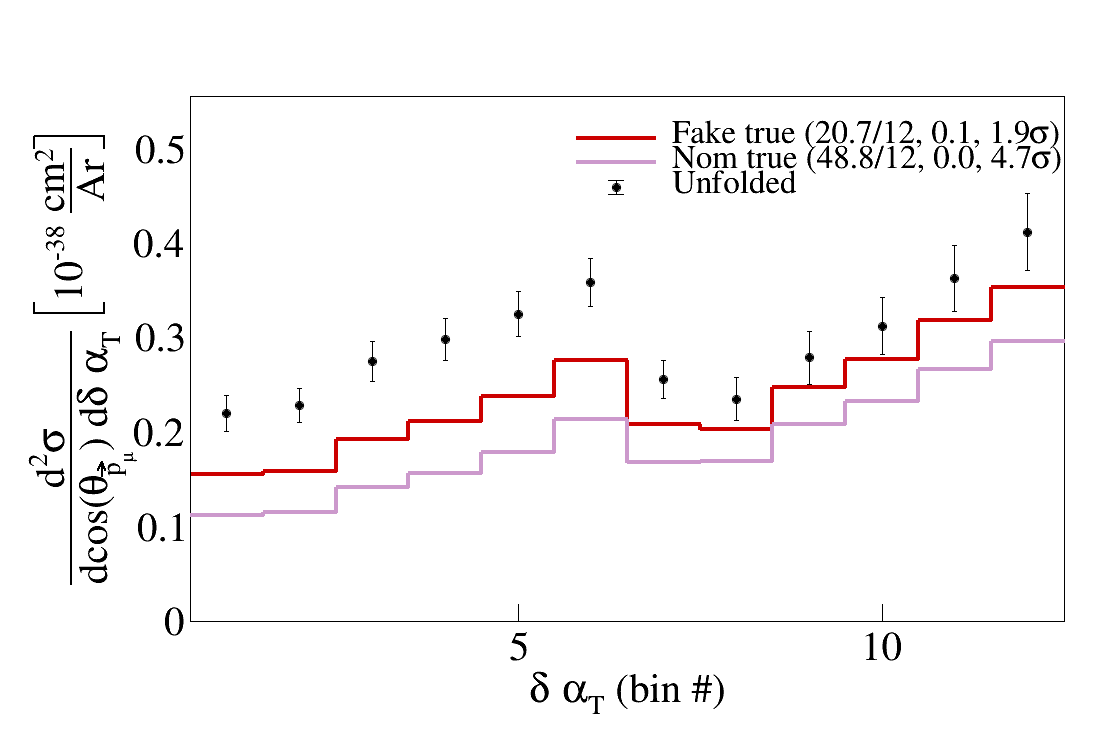 Fake true (20.7/12, 0.1, 1.9σ)
Nom true (48.8/12, 0.0, 4.7σ)
Unfolded
d²σ
dcos(θ_p⃗_μ) dδ α_T
[10⁻³⁸ cm²
Ar]
0.5
0.4
0.3
0.2
0.1
0
5 10
δ α_T (bin #)